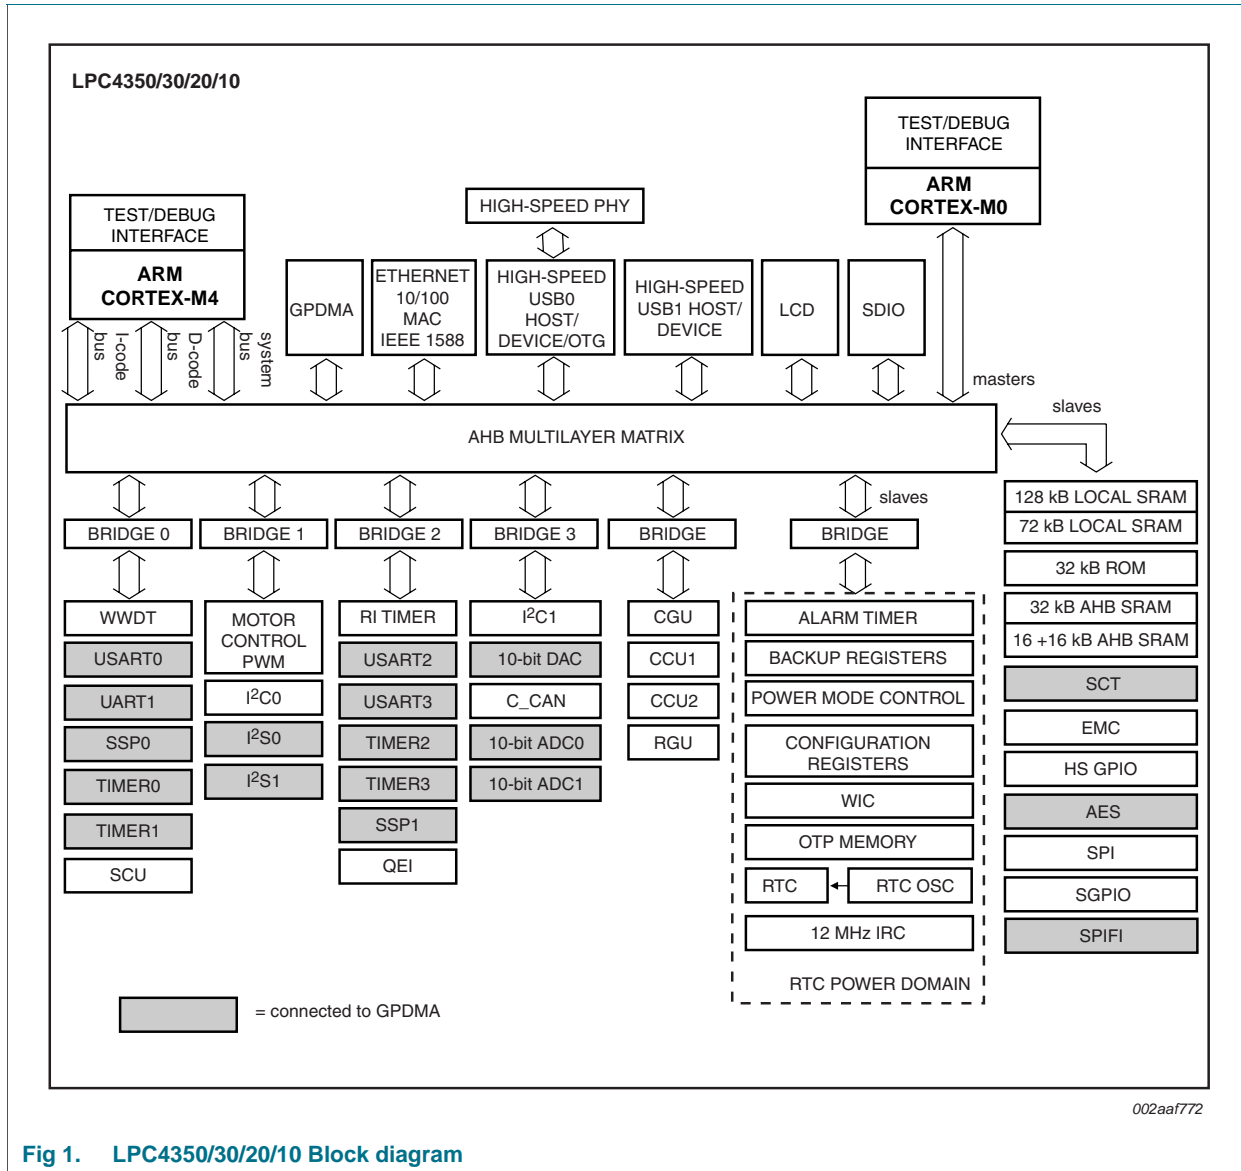 LPC4350/30/20/10
TEST/DEBUG
INTERFACE
ARM
CORTEX-M0
TEST/DEBUG
INTERFACE
ARM
CORTEX-M4
HIGH-SPEED PHY
GPDMA
ETHERNET
10/100
MAC
IEEE 1588
HIGH-SPEED
USB0
HOST/
DEVICE/OTG
HIGH-SPEED
USB1 HOST/
DEVICE
LCD
SDIO
I-code
bus
D-code
bus
system
bus
masters
slaves
AHB MULTILAYER MATRIX
slaves
BRIDGE 0
BRIDGE 1
BRIDGE 2
BRIDGE 3
BRIDGE
BRIDGE
WWDT
USART0
UART1
SSP0
TIMER0
TIMER1
SCU
MOTOR
CONTROL
PWM
I2C0
I2S0
I2S1
RI TIMER
USART2
USART3
TIMER2
TIMER3
SSP1
QEI
I2C1
10-bit DAC
C_CAN
10-bit ADC0
10-bit ADC1
CGU
CCU1
CCU2
RGU
ALARM TIMER
BACKUP REGISTERS
POWER MODE CONTROL
CONFIGURATION
REGISTERS
WIC
OTP MEMORY
RTC
RTC OSC
12 MHz IRC
RTC POWER DOMAIN
128 kB LOCAL SRAM
72 kB LOCAL SRAM
32 kB ROM
32 kB AHB SRAM
16 +16 kB AHB SRAM
SCT
EMC
HS GPIO
AES
SPI
SGPIO
SPIFI
= connected to GPDMA
002aaf772
Fig 1. LPC4350/30/20/10 Block diagram